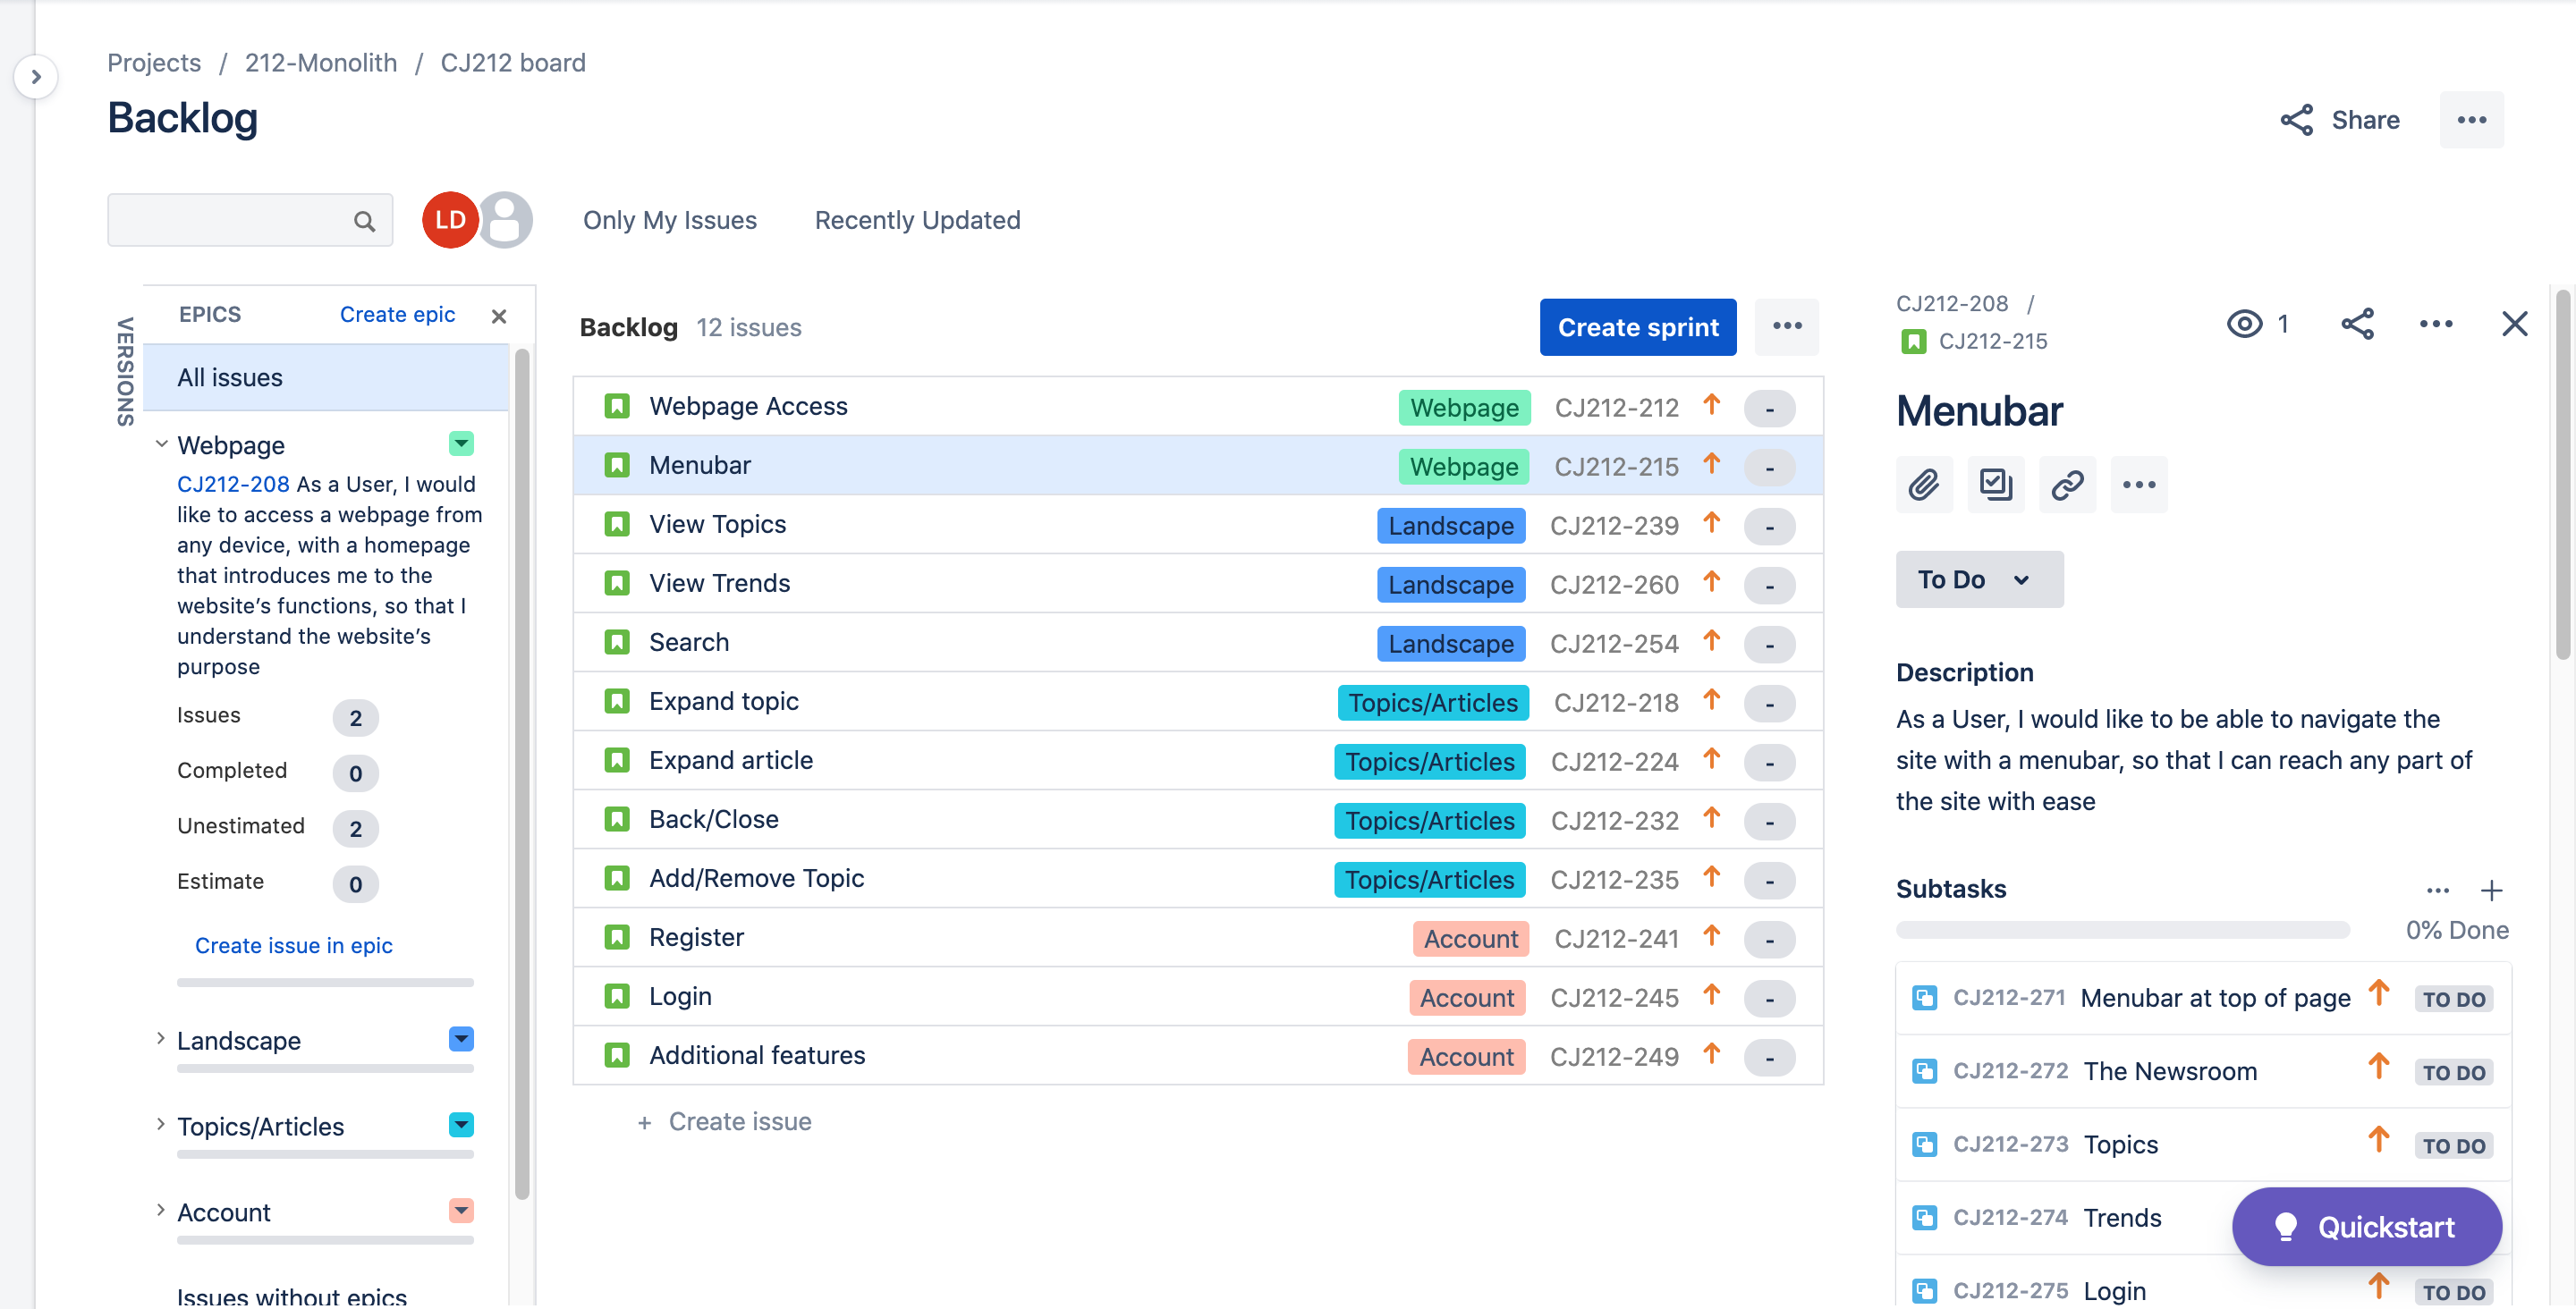 Projects / 212-Monolith / CJ212 board
Backlog
Share
LD
Only My Issues
Recently Updated
VERSIONS
EPICS
Create epic
All issues
Webpage
CJ212-208 As a User, I would
like to access a webpage from
any device, with a homepage
that introduces me to the
website’s functions, so that I
understand the website’s
purpose
Issues 2
Completed 0
Unestimated 2
Estimate 0
Create issue in epic
Landscape
Topics/Articles
Account
Issues without epics
Backlog 12 issues
Create sprint
Webpage Access Webpage CJ212-212 -
Menubar Webpage CJ212-215 -
View Topics Landscape CJ212-239 -
View Trends Landscape CJ212-260 -
Search Landscape CJ212-254 -
Expand topic Topics/Articles CJ212-218 -
Expand article Topics/Articles CJ212-224 -
Back/Close Topics/Articles CJ212-232 -
Add/Remove Topic Topics/Articles CJ212-235 -
Register Account CJ212-241 -
Login Account CJ212-245 -
Additional features Account CJ212-249 -
+ Create issue
CJ212-208 /
CJ212-215
1
Menubar
To Do
Description
As a User, I would like to be able to navigate the
site with a menubar, so that I can reach any part of
the site with ease
Subtasks
0% Done
CJ212-271 Menubar at top of page TO DO
CJ212-272 The Newsroom TO DO
CJ212-273 Topics TO DO
CJ212-274 Trends
Quickstart
CJ212-275 Login TO DO